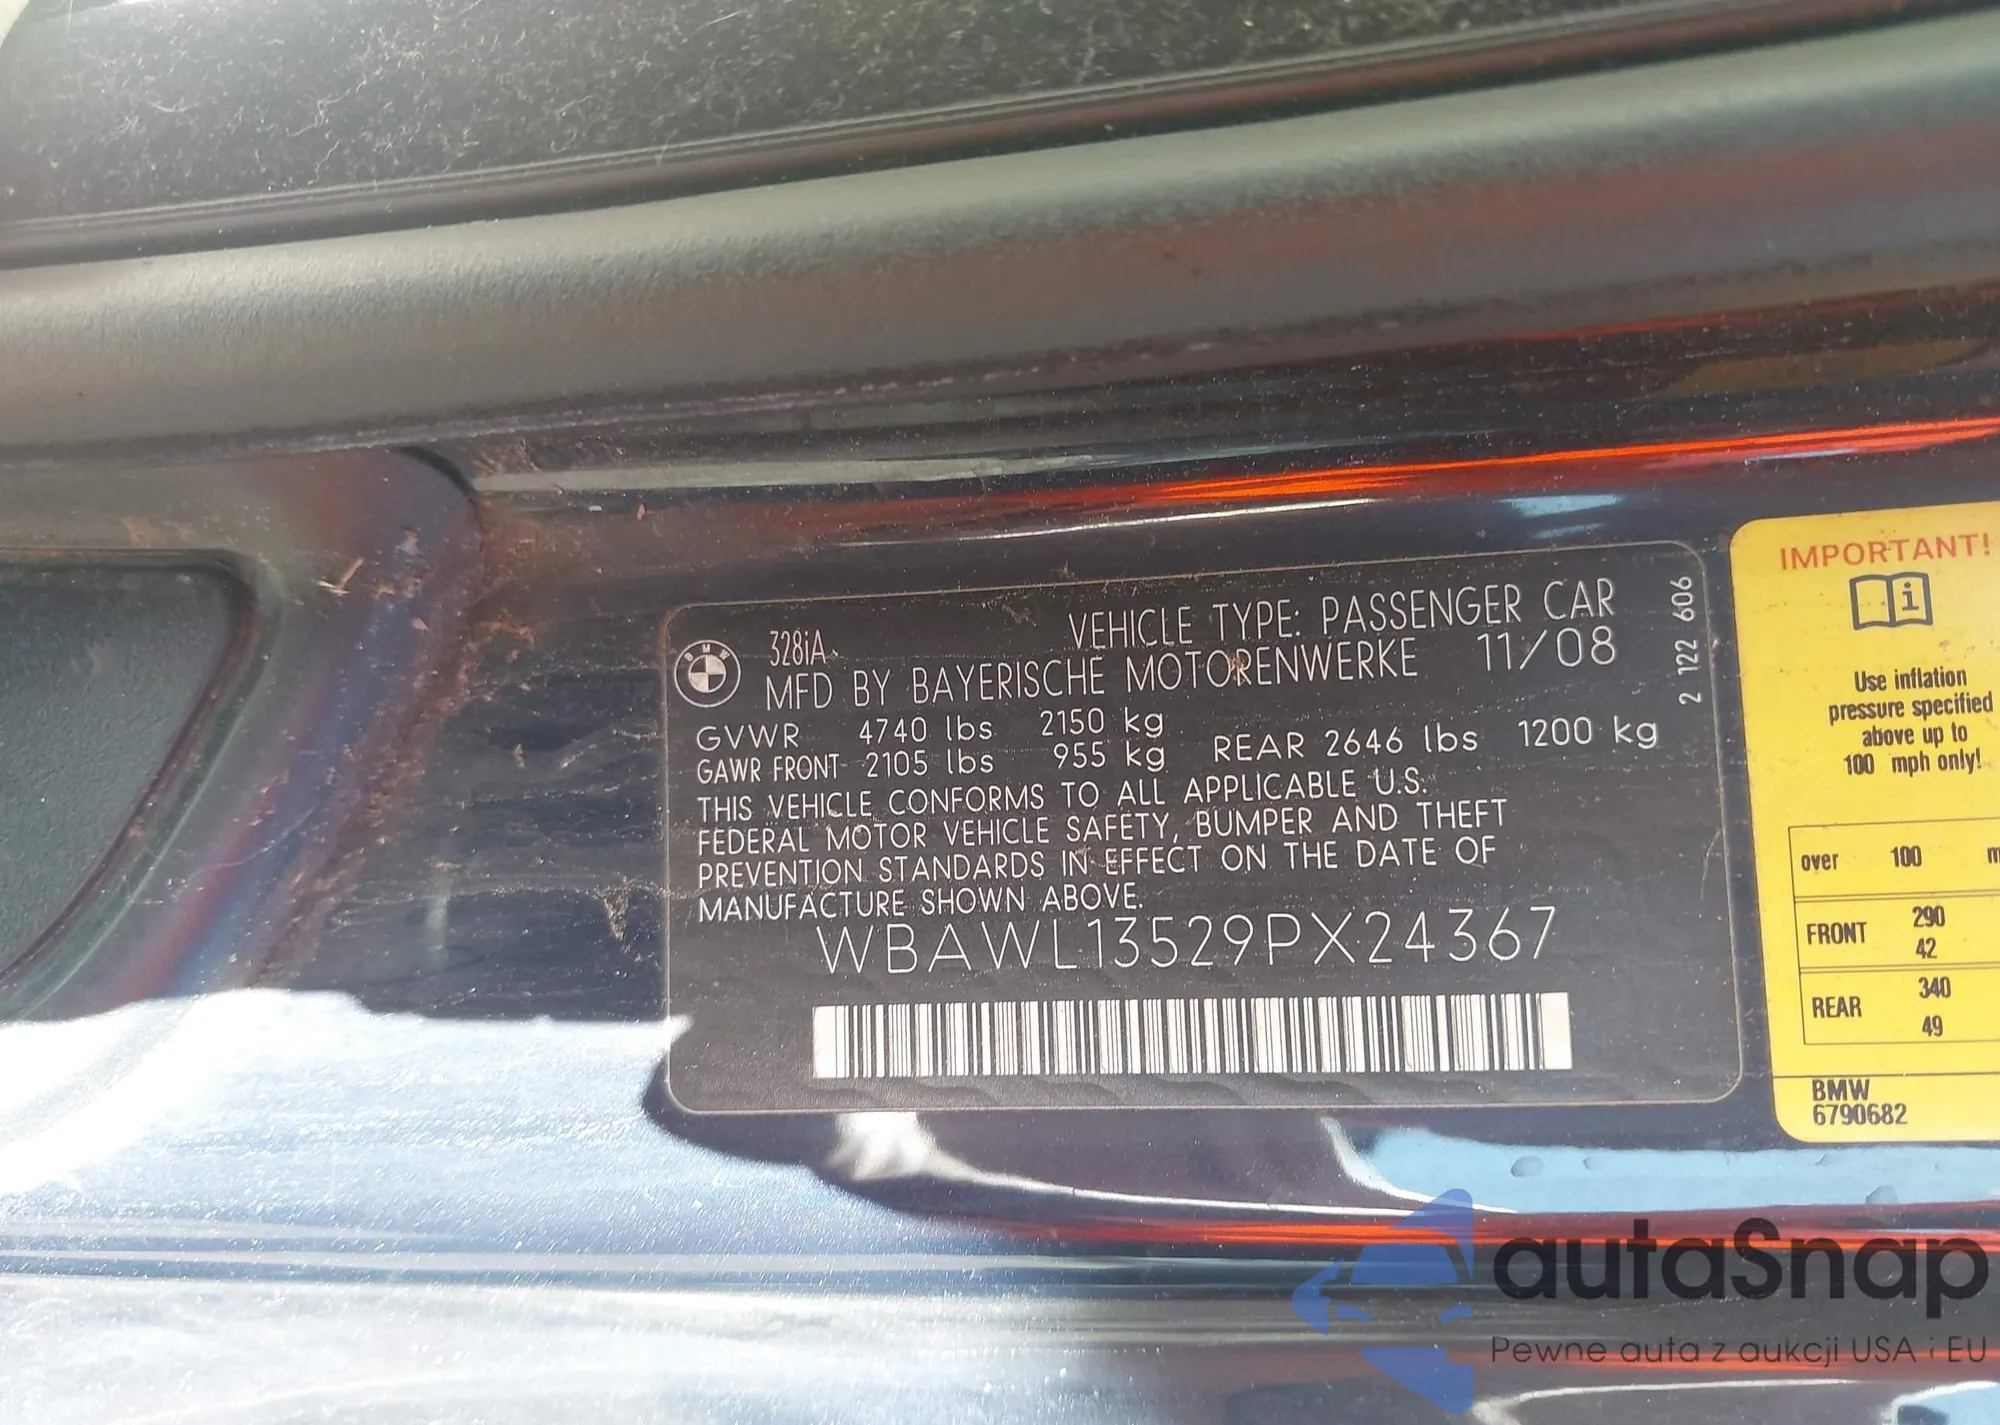 328iA
VEHICLE TYPE: PASSENGER CAR
MFD BY BAYERISCHE MOTORENWERKE 11/08
GVWR 4740 lbs 2150 kg
GAWR FRONT 2105 lbs 955 kg REAR 2646 lbs 1200 kg
THIS VEHICLE CONFORMS TO ALL APPLICABLE U.S.
FEDERAL MOTOR VEHICLE SAFETY, BUMPER AND THEFT
PREVENTION STANDARDS IN EFFECT ON THE DATE OF
MANUFACTURE SHOWN ABOVE.
WBAWL13529PX24367
2 122 606
BMW
IMPORTANT!
i
Use inflation
pressure specified
above up to
100 mph only!
over 100 m
FRONT 290
42
REAR 340
49
BMW
6790682
autaSnap
Pewne auta z aukcji USA i EU